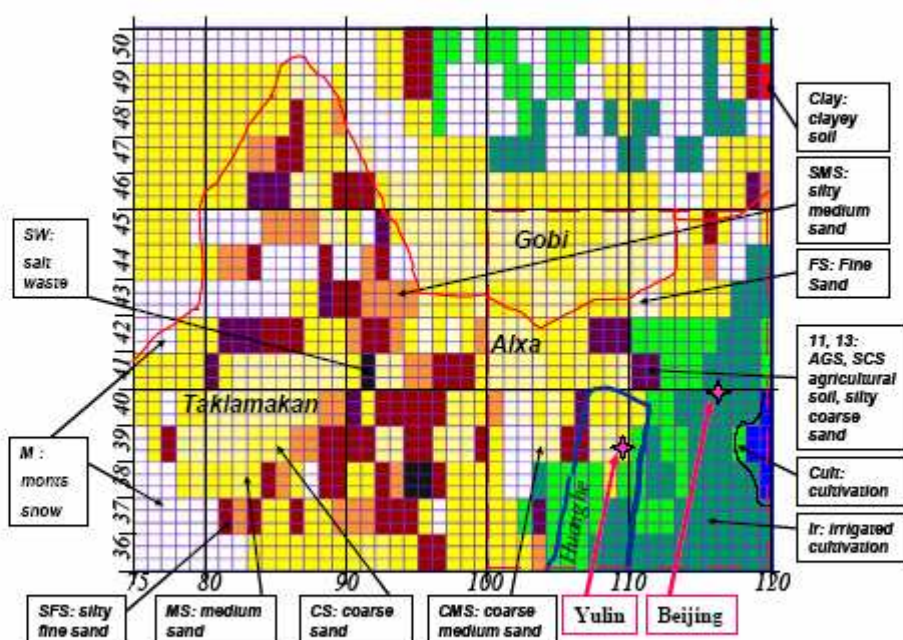 50
49
48
47
46
45
44
43
42
41
40
39
38
37
36
75
80
90
100
110
120
Gobi
Alxa
Taklamakan
Huanghe
SW:
salt
waste
M :
monts
snow
SFS: silty
fine sand
MS: medium
sand
CS: coarse
sand
CMS: coarse
medium sand
Yulin
Beijing
Clay:
clayey
soil
SMS:
silty
medium
sand
FS: Fine
Sand
11, 13:
AGS, SCS
agricultural
soil, silty
coarse
sand
Cult:
cultivation
Ir: irrigated
cultivation